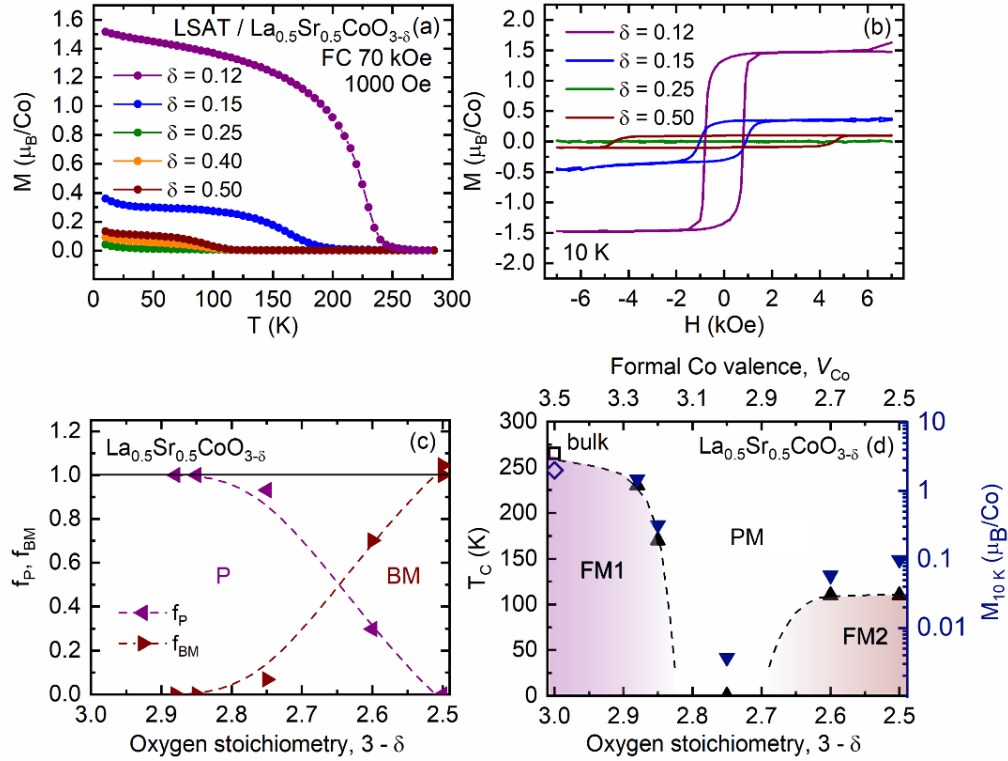 LSAT / La0.5Sr0.5CoO3-δ (a)
FC 70 kOe
1000 Oe
δ = 0.12
δ = 0.15
δ = 0.25
δ = 0.40
δ = 0.50
M (μB/Co)
1.6
1.4
1.2
1.0
0.8
0.6
0.4
0.2
0.0
0 50 100 150 200 250 300
T (K)
(b)
δ = 0.12
δ = 0.15
δ = 0.25
δ = 0.50
10 K
M (μB/Co)
2.0
1.5
1.0
0.5
0.0
-0.5
-1.0
-1.5
-2.0
-6 -4 -2 0 2 4 6
H (kOe)
La0.5Sr0.5CoO3-δ (c)
P
BM
fP
fBM
fP, fBM
1.2
1.0
0.8
0.6
0.4
0.2
0.0
3.0 2.9 2.8 2.7 2.6 2.5
Oxygen stoichiometry, 3 - δ
Formal Co valence, VCo
3.5 3.3 3.1 2.9 2.7 2.5
bulk La0.5Sr0.5CoO3-δ (d)
PM
FM1
FM2
TC (K)
300
250
200
150
100
50
0
10
1
0.1
0.01
M10 K (μB/Co)
3.0 2.9 2.8 2.7 2.6 2.5
Oxygen stoichiometry, 3 - δ